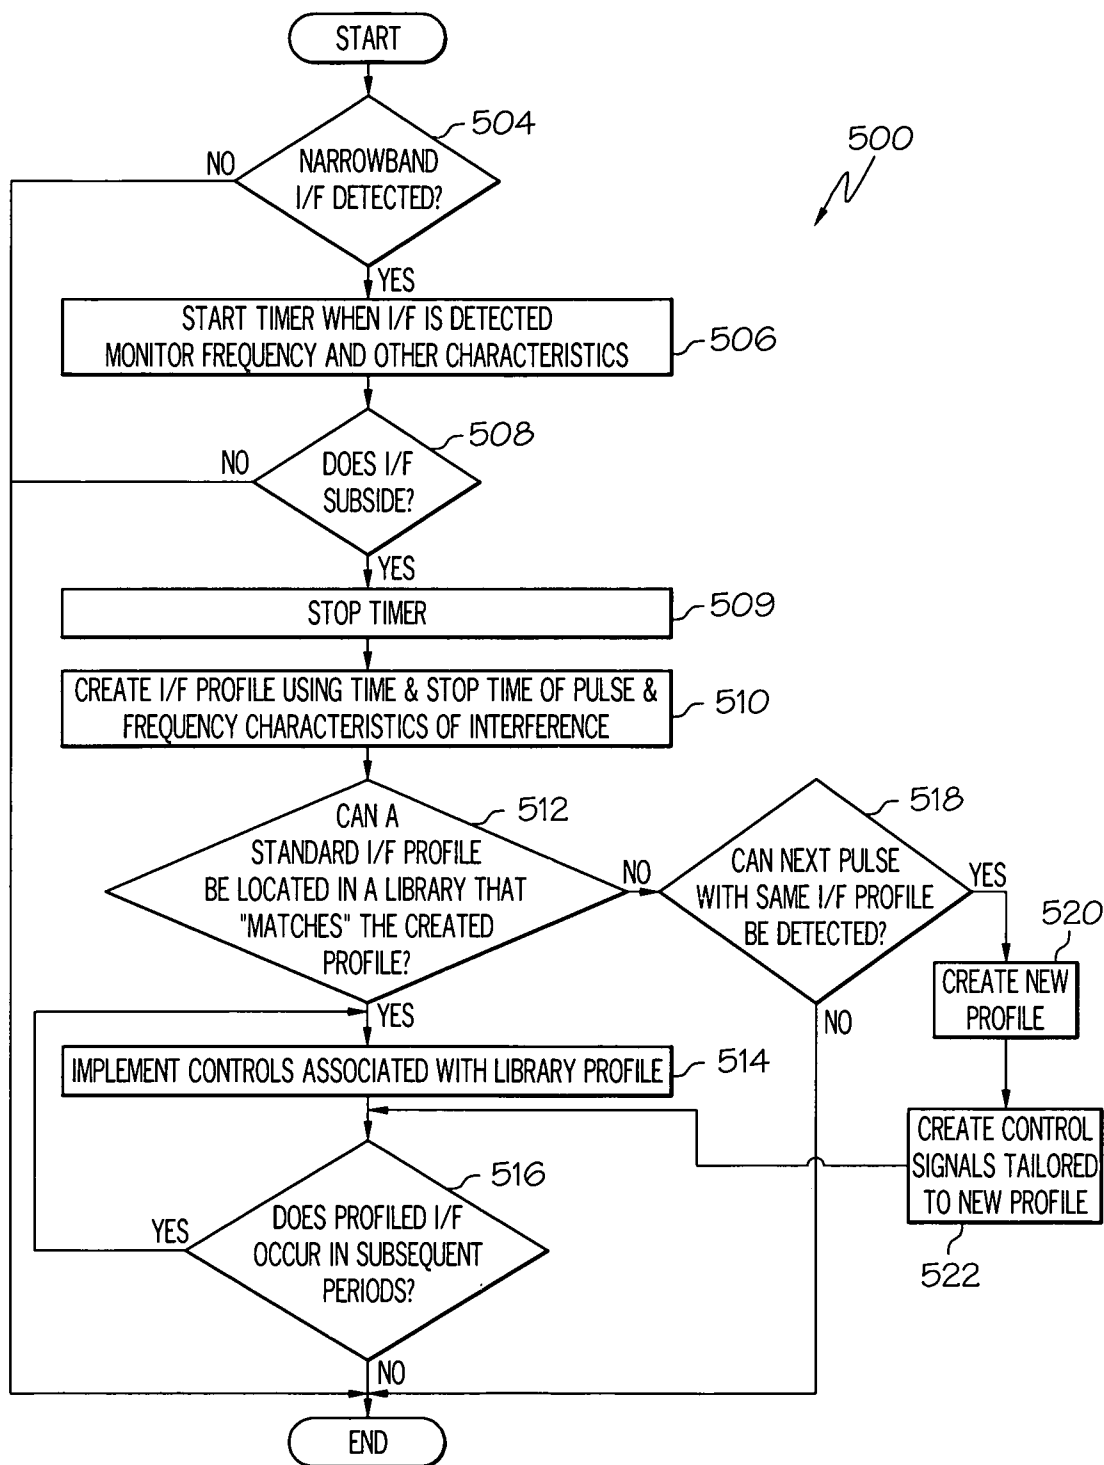 START
504
500
NO
NARROWBAND
I/F DETECTED?
YES
START TIMER WHEN I/F IS DETECTED
MONITOR FREQUENCY AND OTHER CHARACTERISTICS
506
508
NO
DOES I/F
SUBSIDE?
YES
STOP TIMER
509
CREATE I/F PROFILE USING TIME & STOP TIME OF PULSE &
FREQUENCY CHARACTERISTICS OF INTERFERENCE
510
CAN A
STANDARD I/F PROFILE
BE LOCATED IN A LIBRARY THAT
"MATCHES" THE CREATED
PROFILE?
512
NO
518
CAN NEXT PULSE
WITH SAME I/F PROFILE
BE DETECTED?
YES
520
CREATE NEW
PROFILE
YES
NO
IMPLEMENT CONTROLS ASSOCIATED WITH LIBRARY PROFILE
514
CREATE CONTROL
SIGNALS TAILORED
TO NEW PROFILE
522
516
YES
DOES PROFILED I/F
OCCUR IN SUBSEQUENT
PERIODS?
NO
END